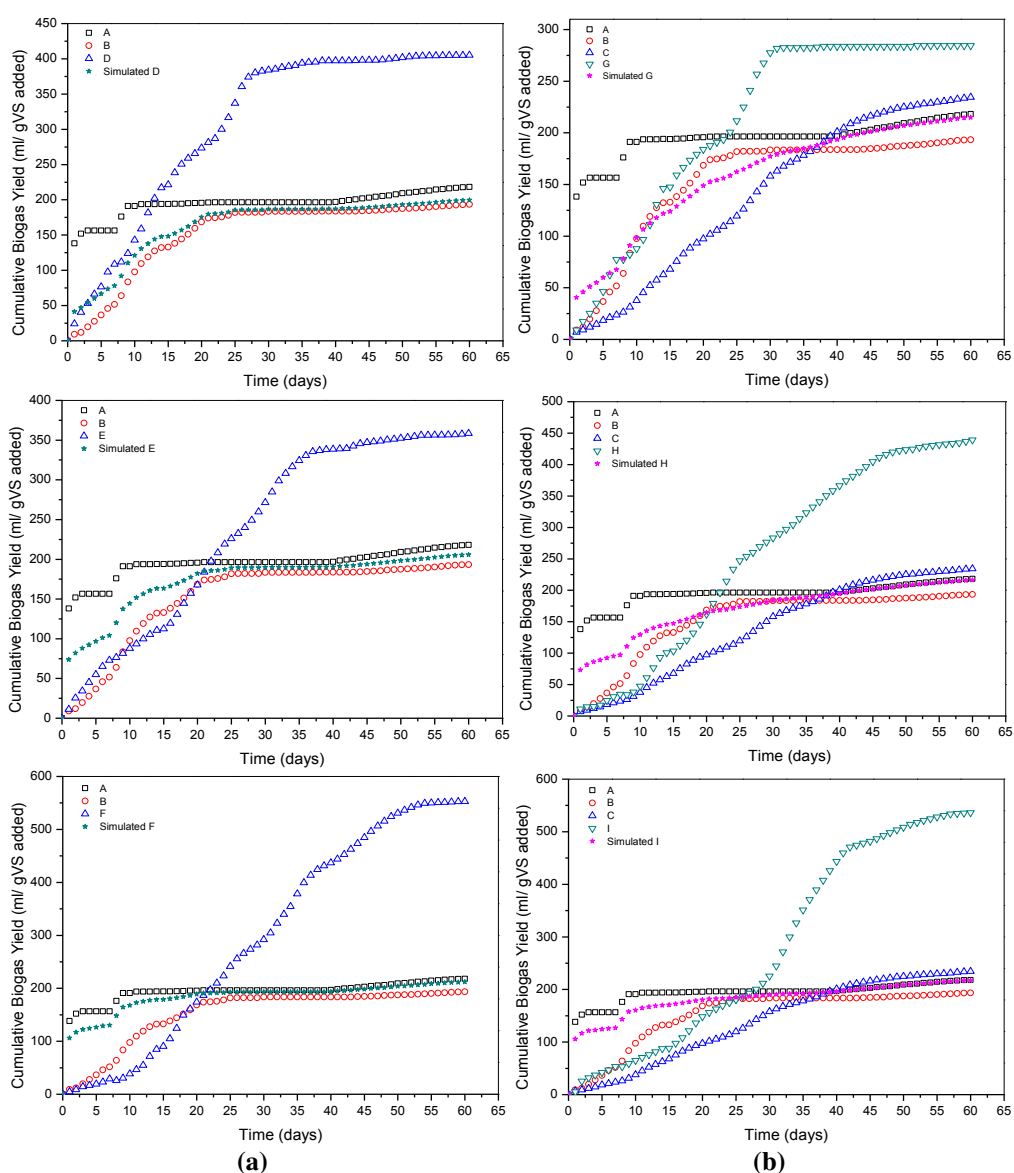 A
B
D
Simulated D
Cumulative Biogas Yield (ml/ gVS added)
450
400
350
300
250
200
150
100
50
0
0 5 10 15 20 25 30 35 40 45 50 55 60 65
Time (days)
A
B
C
G
Simulated G
Cumulative Biogas Yield (ml/ gVS added)
300
250
200
150
100
50
0
0 5 10 15 20 25 30 35 40 45 50 55 60 65
Time (days)
A
B
E
Simulated E
Cumulative Biogas Yield (ml/ gVS added)
400
350
300
250
200
150
100
50
0
0 5 10 15 20 25 30 35 40 45 50 55 60 65
Time (days)
A
B
C
H
Simulated H
Cumulative Biogas Yield (ml/ gVS added)
500
450
400
350
300
250
200
150
100
50
0
0 5 10 15 20 25 30 35 40 45 50 55 60 65
Time (days)
A
B
F
Simulated F
Cumulative Biogas Yield (ml/ gVS added)
600
500
400
300
200
100
0
0 5 10 15 20 25 30 35 40 45 50 55 60 65
Time (days)
(a)
A
B
C
I
Simulated I
Cumulative Biogas Yield (ml/ gVS added)
600
500
400
300
200
100
0
0 5 10 15 20 25 30 35 40 45 50 55 60 65
Time (days)
(b)